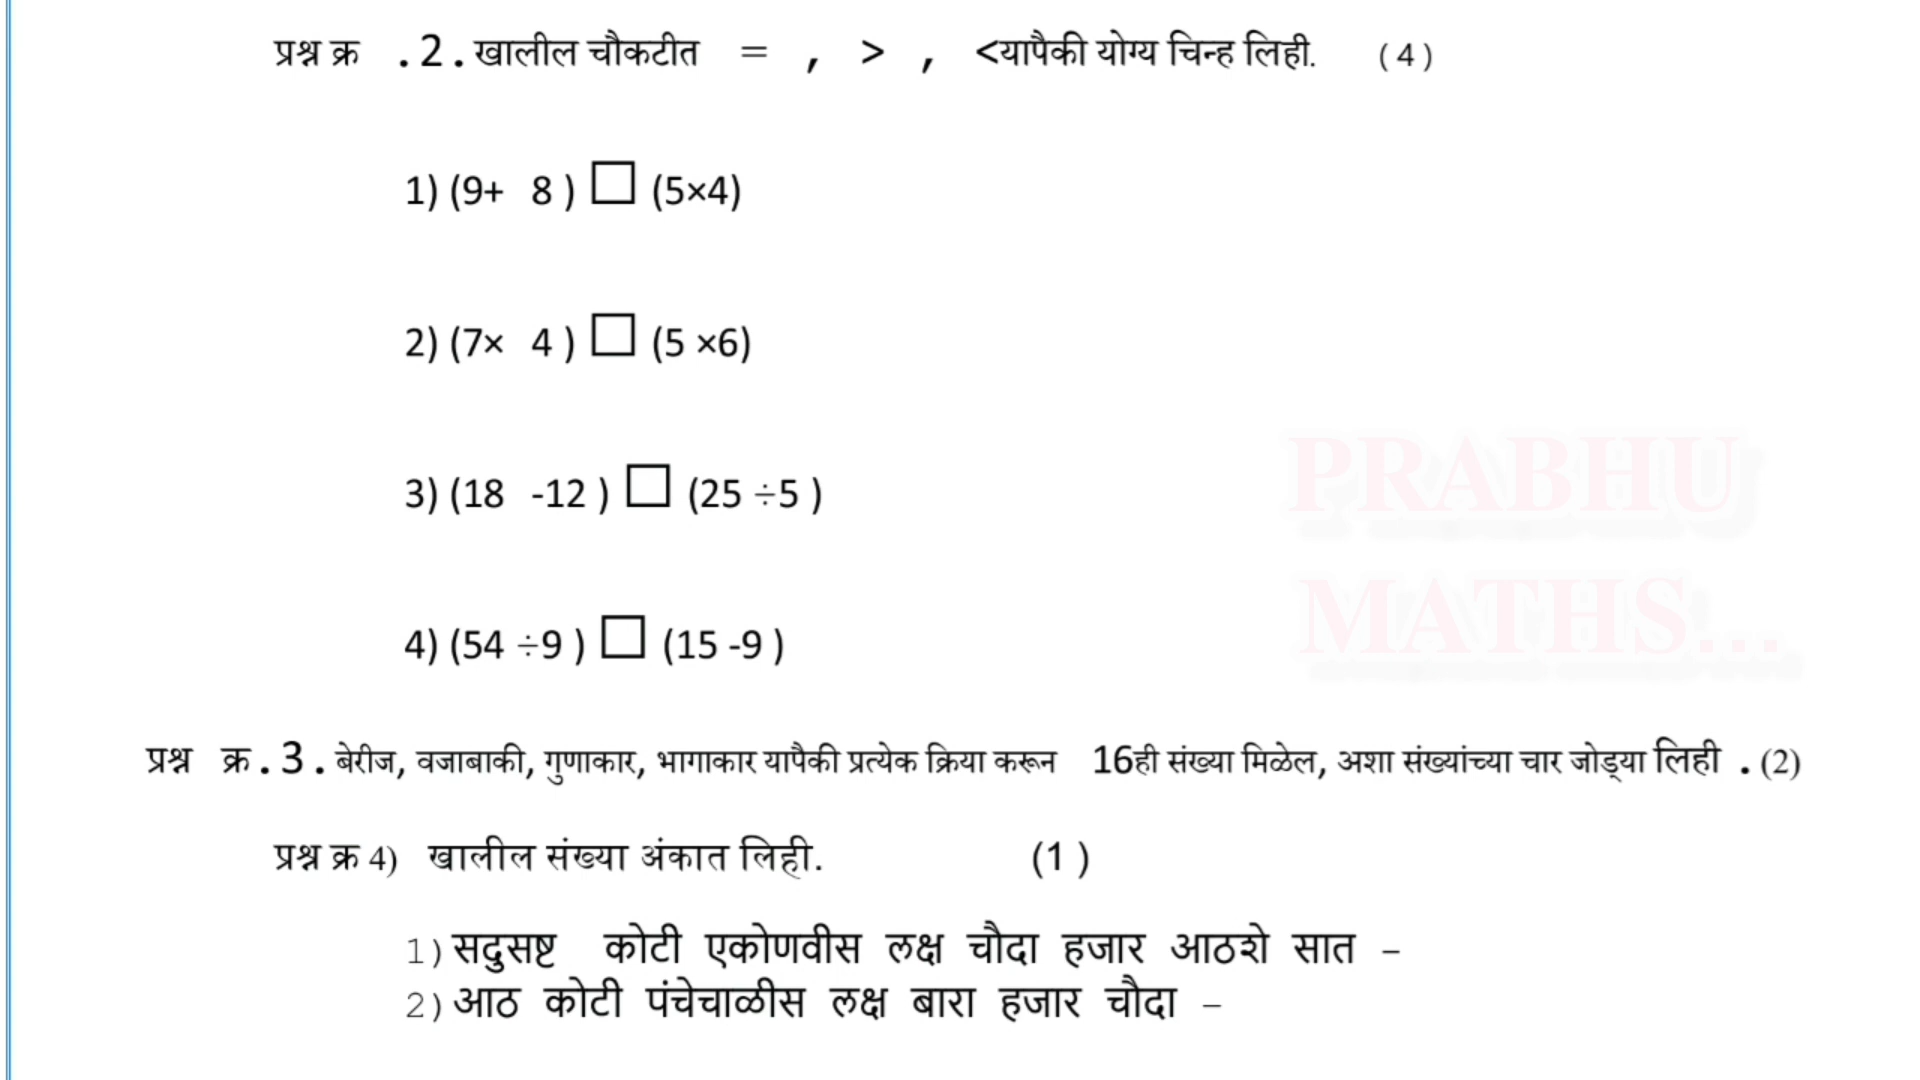 प्रश्न क्र .2. खालील चौकटीत = , > , <यापैकी योग्य चिन्ह लिही. (4)
1) (9+ 8 ) □ (5×4)
2) (7× 4 ) □ (5 ×6)
3) (18 -12 ) □ (25 ÷5 )
PRABHU
MATHS...
4) (54 ÷9 ) □ (15 -9 )
प्रश्न क्र.3. बेरीज, वजाबाकी, गुणाकार, भागाकार यापैकी प्रत्येक क्रिया करून 16ही संख्या मिळेल, अशा संख्यांच्या चार जोड्या लिही . (2)
प्रश्न क्र 4) खालील संख्या अंकात लिही. (1 )
1) सदुसष्ट कोटी एकोणवीस लक्ष चौदा हजार आठशे सात –
2) आठ कोटी पंचेचाळीस लक्ष बारा हजार चौदा –